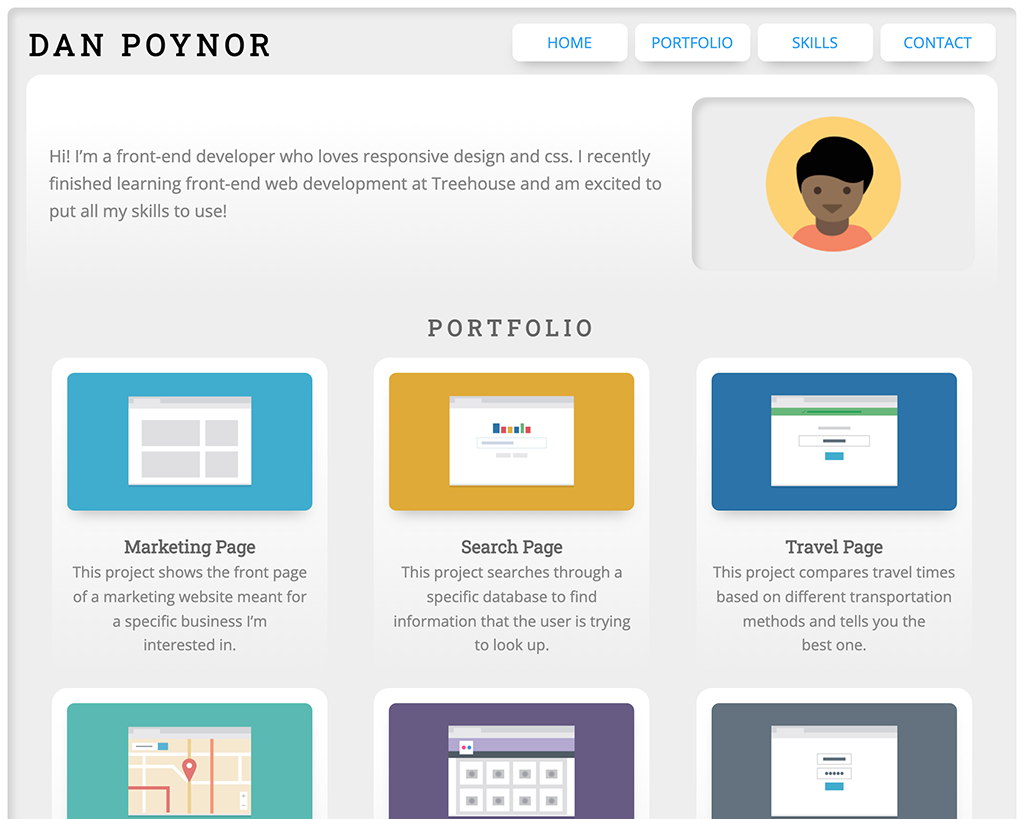 DAN POYNOR
HOME
PORTFOLIO
SKILLS
CONTACT
Hi! I’m a front-end developer who loves responsive design and css. I recently
finished learning front-end web development at Treehouse and am excited to
put all my skills to use!
PORTFOLIO
Marketing Page
This project shows the front page
of a marketing website meant for
a specific business I’m
interested in.
Search Page
This project searches through a
specific database to find
information that the user is trying
to look up.
Travel Page
This project compares travel times
based on different transportation
methods and tells you the
best one.